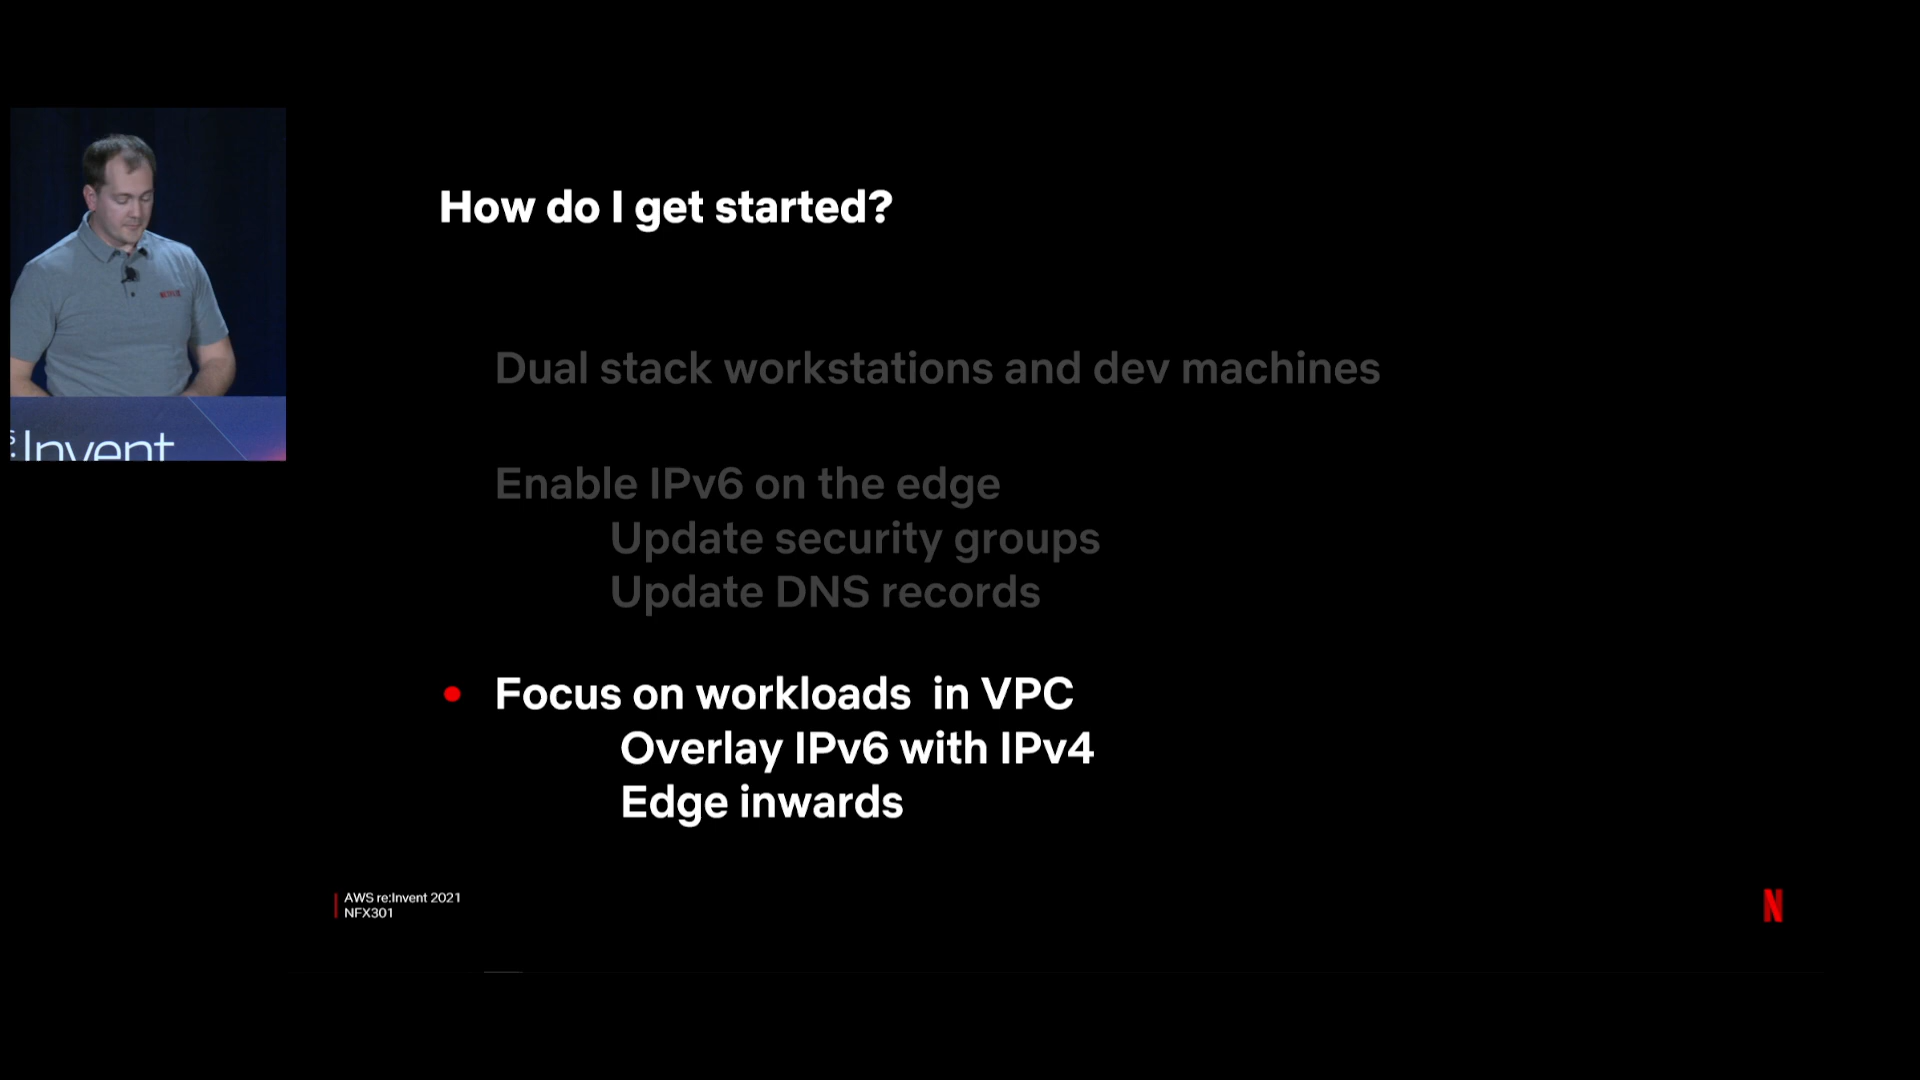 How do I get started?
Dual stack workstations and dev machines
Enable IPv6 on the edge
Update security groups
Update DNS records
Focus on workloads in VPC
Overlay IPv6 with IPv4
Edge inwards
:Invent
AWS re:Invent 2021
NFX301
N